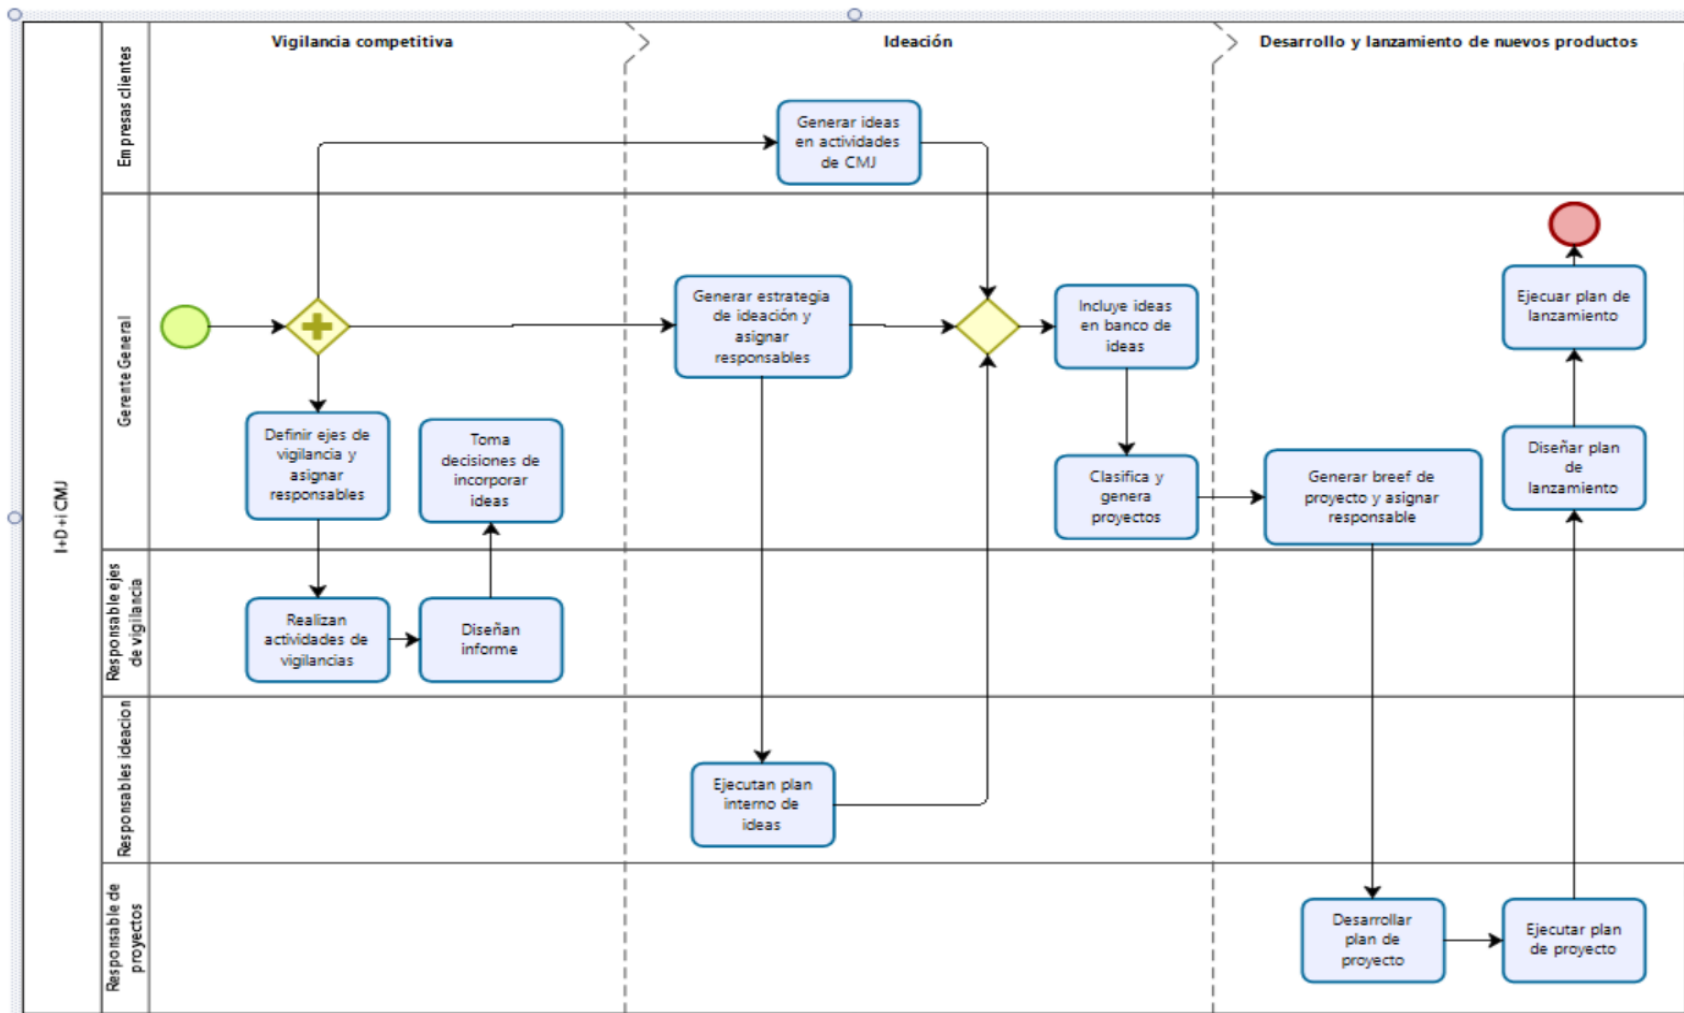 Vigilancia competitiva
Ideación
Desarrollo y lanzamiento de nuevos productos
I+D+i CMJ
Empresas clientes
Generar ideas
en actividades
de CMJ
Gerente General
Generar estrategia
de ideación y
asignar
responsables
Incluye ideas
en banco de
ideas
Ejecuar plan de
lanzamiento
Definir ejes de
vigilancia y
asignar
responsables
Toma
decisiones de
incorporar
ideas
Clasifica y
genera
proyectos
Generar breef de
proyecto y asignar
responsable
Diseñar plan
de
lanzamiento
Responsable ejes
de vigilancia
Realizan
actividades de
vigilancias
Diseñan
informe
Responsables ideacion
Ejecutan plan
interno de
ideas
Responsable de
proyectos
Desarrollar
plan de
proyecto
Ejecutar plan
de proyecto